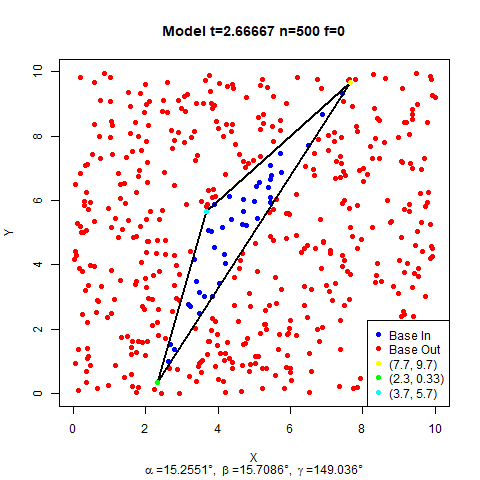 Model t=2.66667 n=500 f=0
Y
10
8
6
4
2
0
Base In
Base Out
(7.7, 9.7)
(2.3, 0.33)
(3.7, 5.7)
0 2 4 6 8 10
X
α=15.2551°, β=15.7086°, γ=149.036°